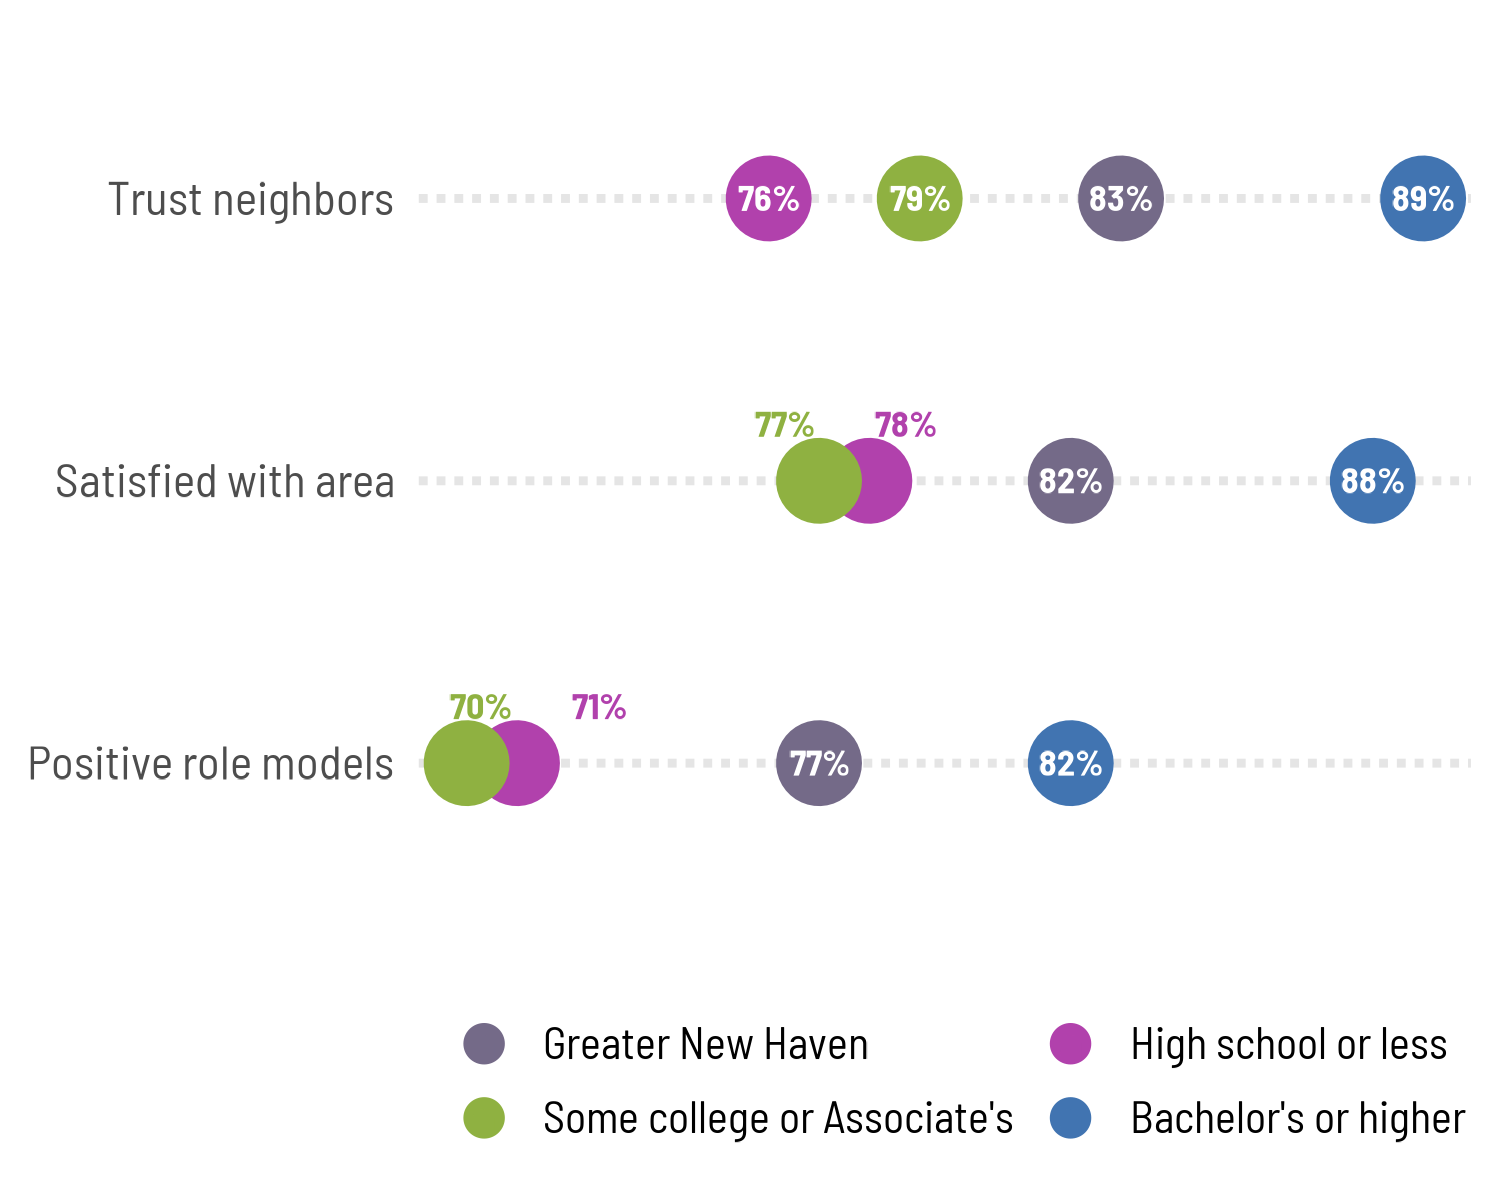 Trust neighbors 76% 79% 83% 89%
77% 78%
Satisfied with area 82% 88%
70% 71%
Positive role models 77% 82%
Greater New Haven High school or less
Some college or Associate's Bachelor's or higher